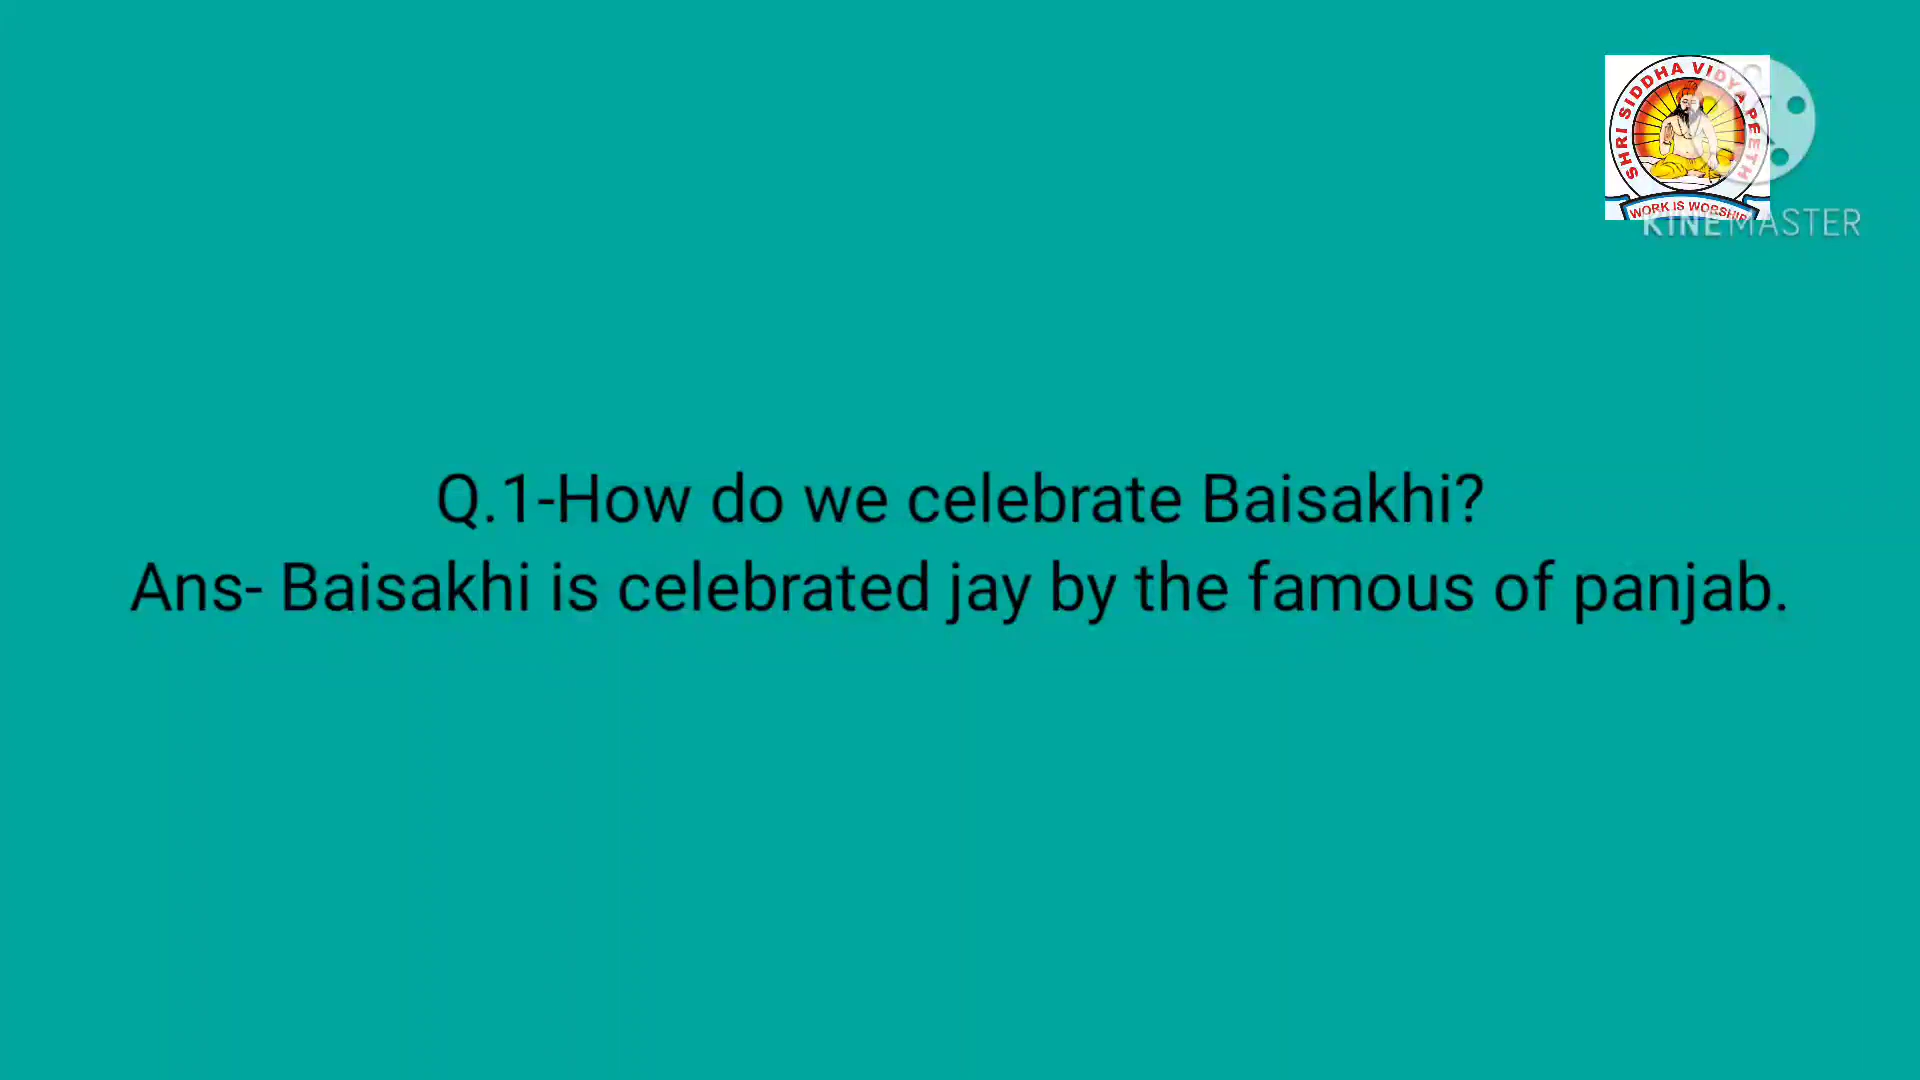 SHRI SIDDHA VIDYAPEETH
WORK IS WORSHIP
KINEMASTER
Q.1-How do we celebrate Baisakhi?
Ans- Baisakhi is celebrated jay by the famous of panjab.